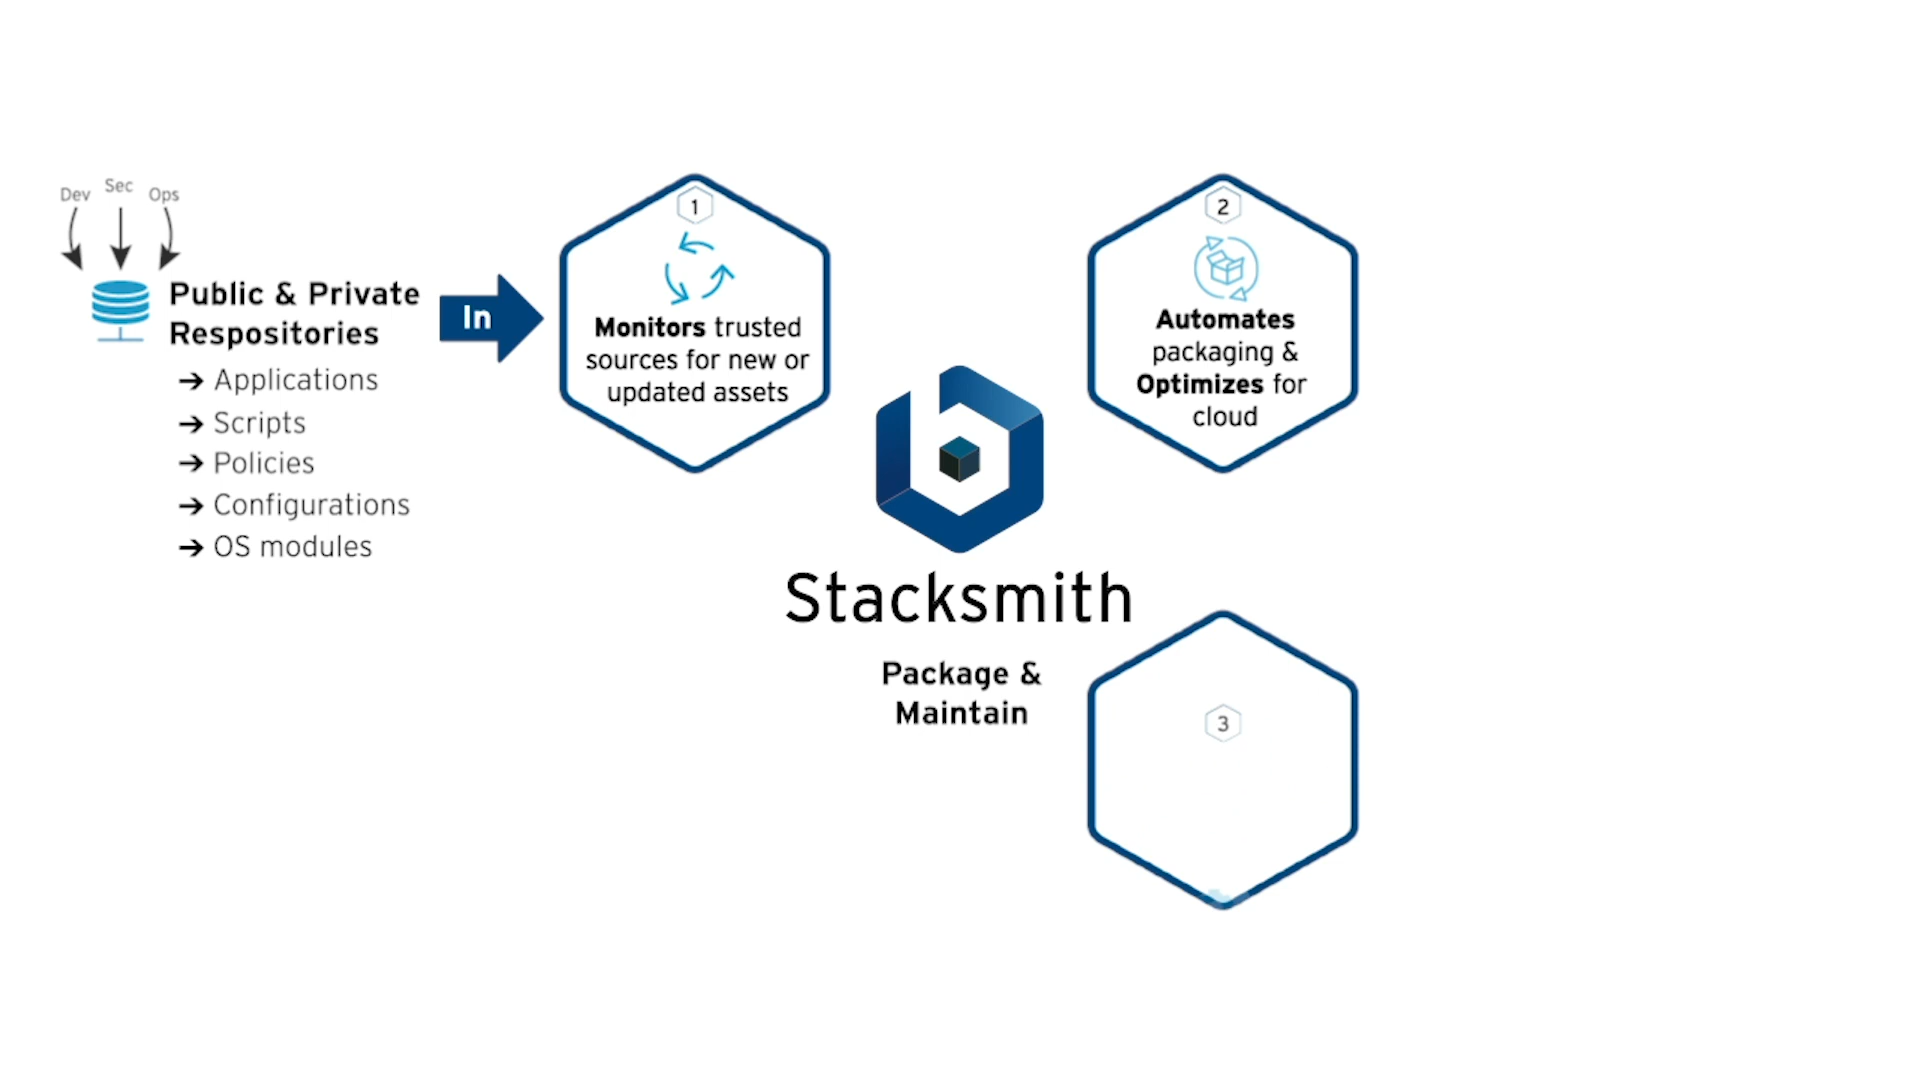 Dev Sec Ops
Public & Private
Respositories
→ Applications
→ Scripts
→ Policies
→ Configurations
→ OS modules
In
1
Monitors trusted
sources for new or
updated assets
2
Automates
packaging &
Optimizes for
cloud
Stacksmith
Package &
Maintain
3